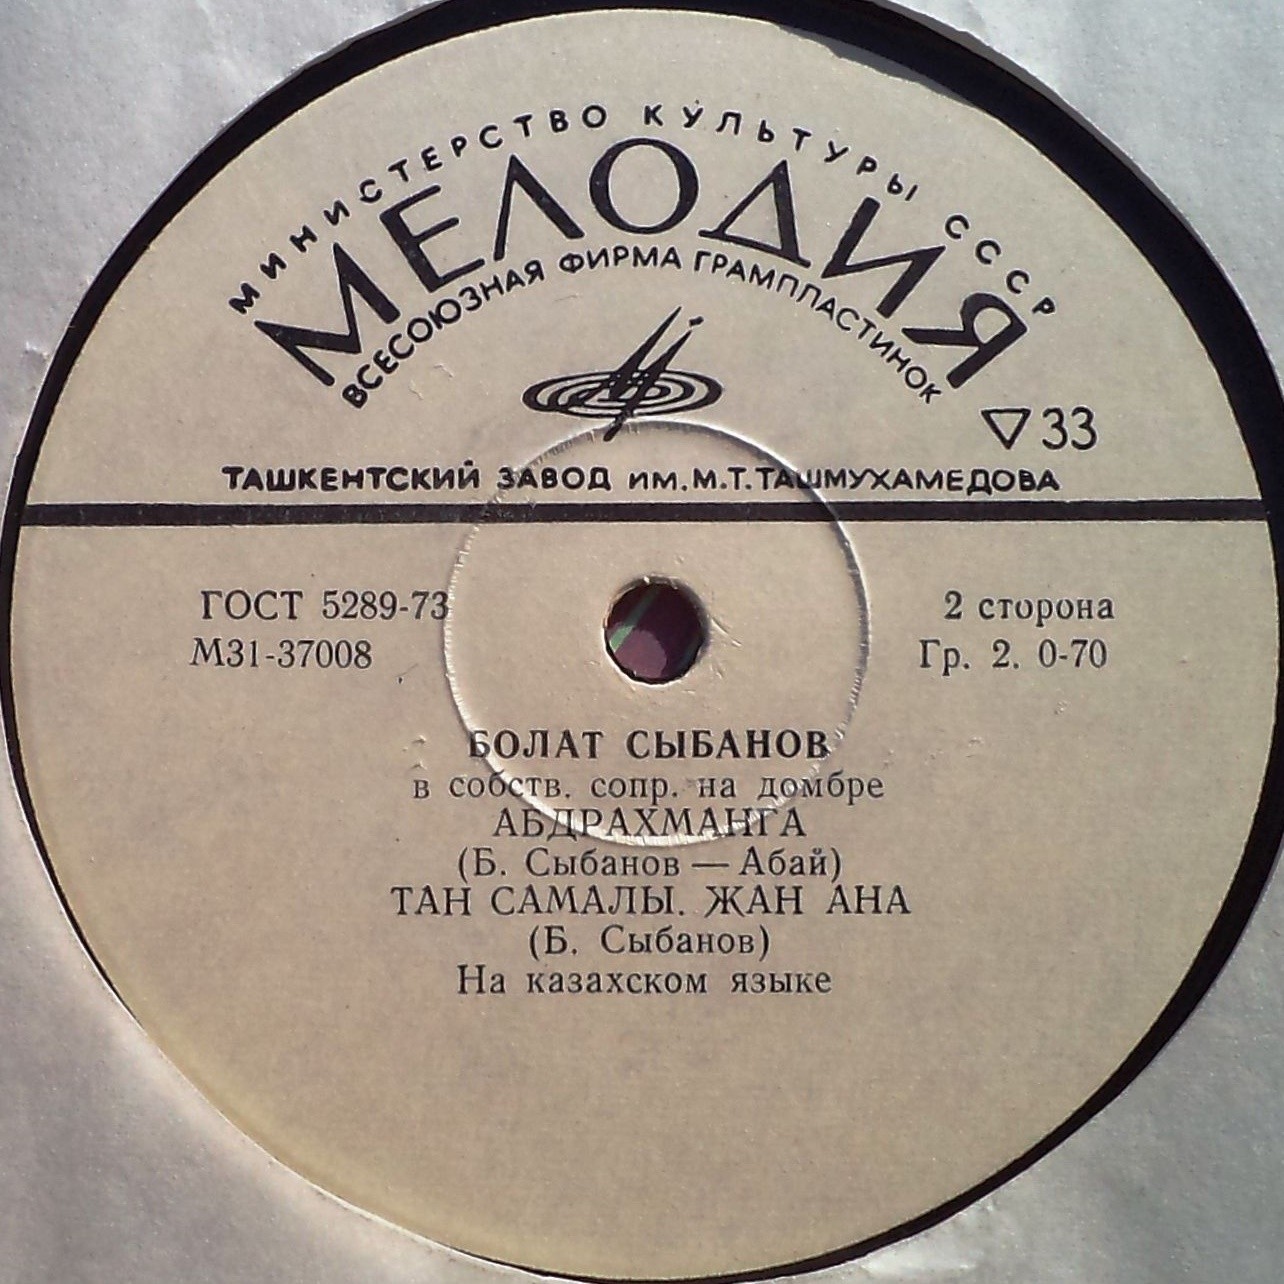 МИНИСТЕРСТВО КУЛЬТУРЫ СССР
МЕЛОДИЯ
ВСЕСОЮЗНАЯ ФИРМА ГРАМПЛАСТИНОК
33
ТАШКЕНТСКИЙ ЗАВОД ИМ. М. Т. ТАШМУХАМЕДОВА
ГОСТ 5289-73
2 сторона
М31-37008
Гр. 2. 0-70
БОЛАТ СЫБАНОВ
в собств. сопр. на домбре
АБДРАХМАНГА
(Б. Сыбанов — Абай)
ТАН САМАЛЫ. ЖАН АНА
(Б. Сыбанов)
На казахском языке